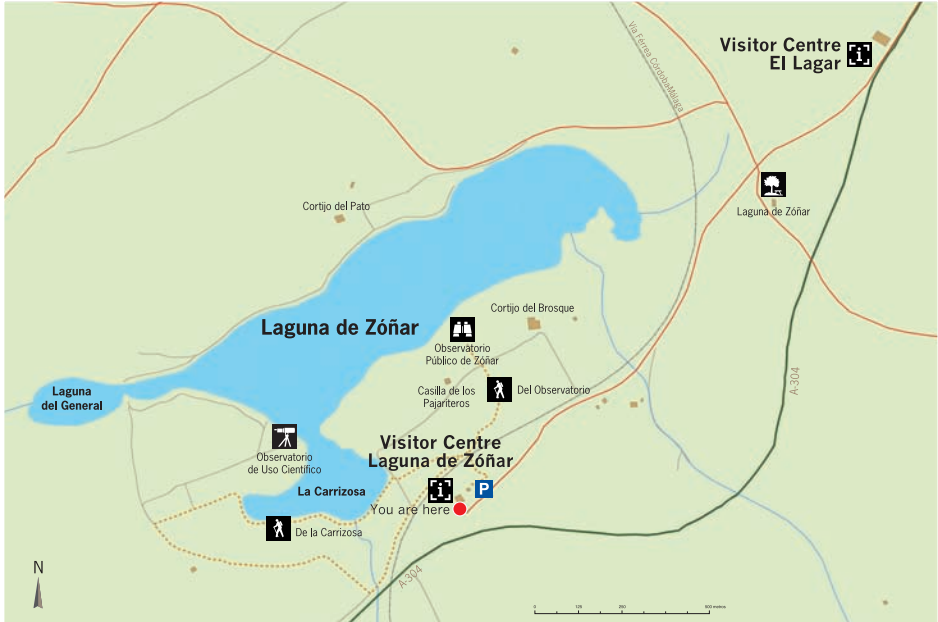 Visitor Centre
El Lagar
Vía Férrea Córdoba-Málaga
Laguna de Zóñar
Cortijo del Pato
Laguna de Zóñar
Cortijo del Brosque
Observatorio
Público de Zóñar
Laguna
del General
Casilla de los
Pajariteros
Del Observatorio
A-304
Observatorio
de Uso Científico
Visitor Centre
Laguna de Zóñar
La Carrizosa
P
You are here
De la Carrizosa
A-304
N
0 125 250 500 metros